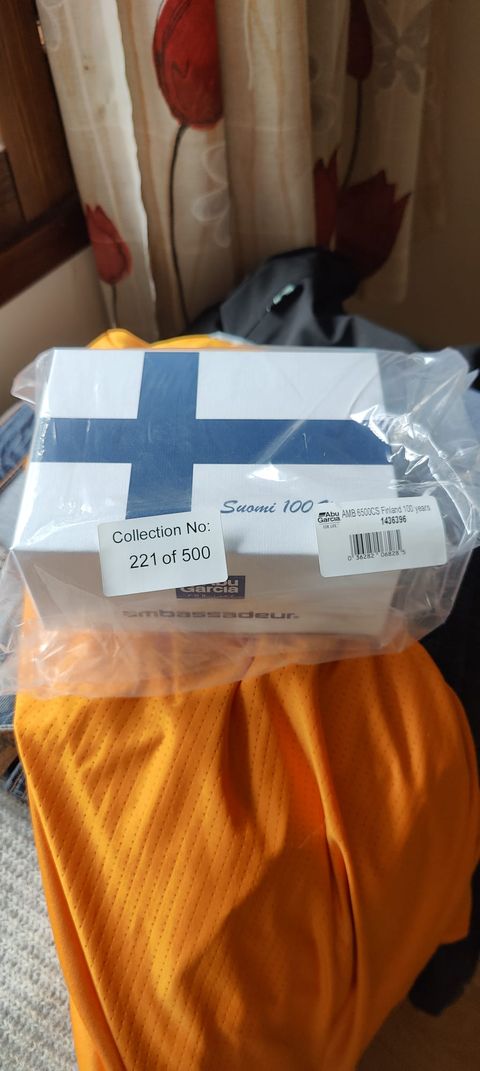 Suomi 100
Collection No:
221 of 500
Abu
Garcia
AMB 6500CS Finland 100 years
1436396
0 36282 06828 5
Abu
Garcia
ambassadeur